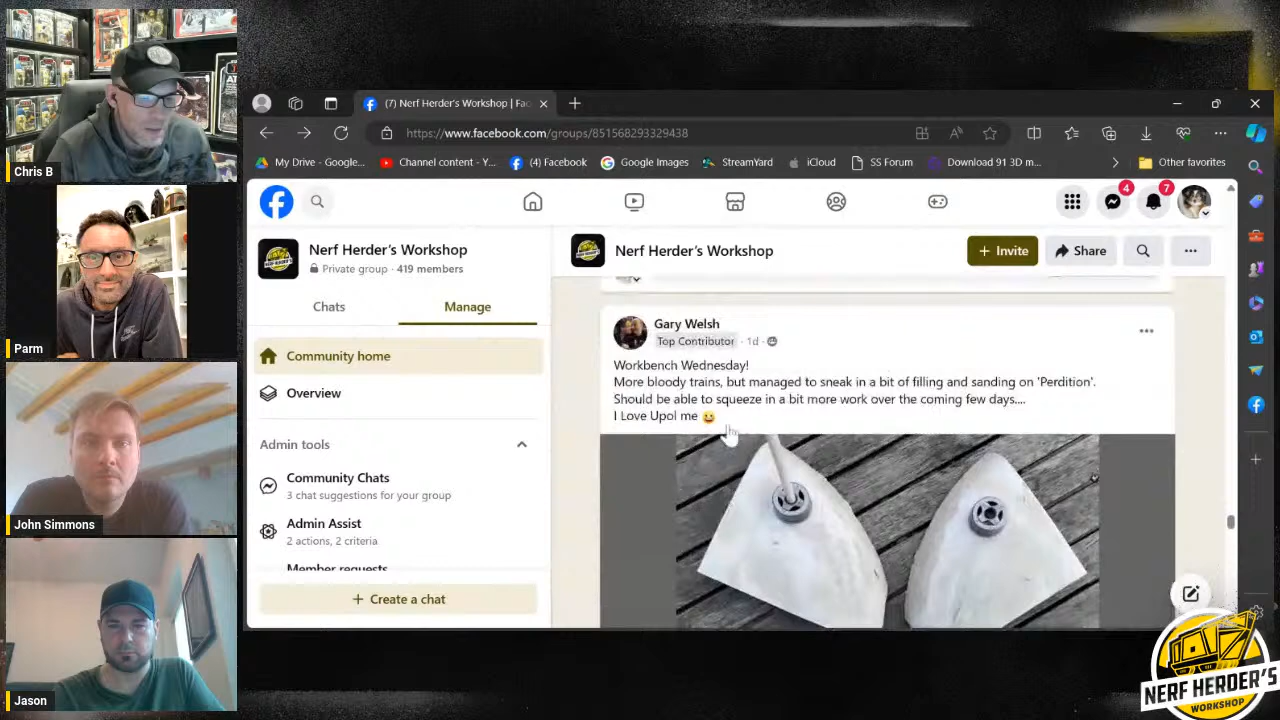 Chris B
Parm
John Simmons
Jason
(7) Nerf Herder's Workshop | Fac
https://www.facebook.com/groups/851568293329438
My Drive - Google...
Channel content - Y...
(4) Facebook
Google Images
StreamYard
iCloud
SS Forum
Download 91 3D m...
Other favorites
4
7
Nerf Herder's Workshop
Private group · 419 members
Chats
Manage
Community home
Overview
Admin tools
Community Chats
3 chat suggestions for your group
Admin Assist
2 actions, 2 criteria
Member requests
+ Create a chat
Nerf Herder's Workshop
+ Invite
Share
Gary Welsh
Top Contributor · 1d ·
Workbench Wednesday!
More bloody trains, but managed to sneak in a bit of filling and sanding on 'Perdition'.
Should be able to squeeze in a bit more work over the coming few days....
I Love Upol me 😀
NERF HERDER'S
WORKSHOP